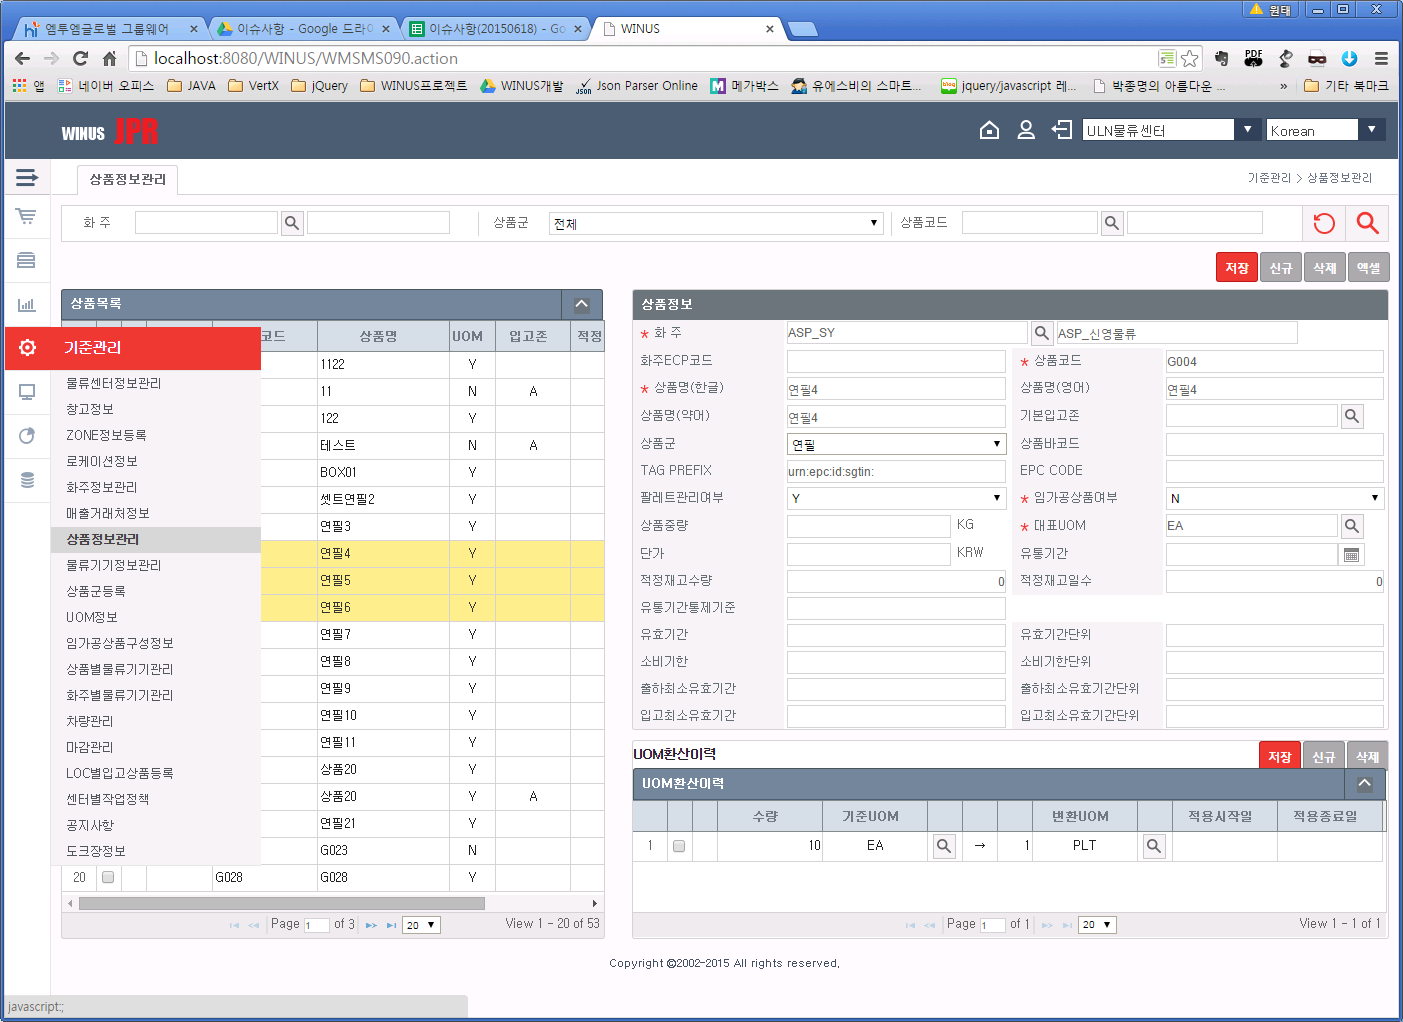 원태
엠투엠글로벌 그룹웨어
이슈사항 - Google 드라이
이슈사항(20150618) - Go
WINUS
localhost:8080/WINUS/WMSMS090.action
PDF
앱
네이버 오피스
JAVA
VertX
jQuery
WINUS프로젝트
WINUS개발
Json Parser Online
메가박스
유에스비의 스마트...
jquery/javascript 레...
박종명의 아름다운 ...
»
기타 북마크
WINUS JPR
ULN물류센터
Korean
상품정보관리
기준관리 > 상품정보관리
화 주
상품군
전체
상품코드
저장 신규 삭제 엑셀
상품목록
코드 상품명 UOM 입고존 적정
1122 Y
11 N A
122 Y
테스트 N A
BOX01 Y
셋트연필2 Y
연필3 Y
연필4 Y
연필5 Y
연필6 Y
연필7 Y
연필8 Y
연필9 Y
연필10 Y
연필11 Y
상품20 Y
상품20 Y A
연필21 Y
G023 N
20 G028 G028 Y
Page 1 of 3 20 View 1 - 20 of 53
기준관리
물류센터정보관리
창고정보
ZONE정보등록
로케이션정보
화주정보관리
매출거래처정보
상품정보관리
물류기기정보관리
상품군등록
UOM정보
임가공상품구성정보
상품별물류기기관리
화주별물류기기관리
차량관리
마감관리
LOC별입고상품등록
센터별작업정책
공지사항
도크장정보
상품정보
* 화 주 ASP_SY ASP_신영물류
화주ECP코드 * 상품코드 G004
* 상품명(한글) 연필4 상품명(영어) 연필4
상품명(약어) 연필4 기본입고존
상품군 연필 상품바코드
TAG PREFIX urn:epc:id:sgtin: EPC CODE
팔레트관리여부 Y * 임가공상품여부 N
상품중량 KG * 대표UOM EA
단가 KRW 유통기간
적정재고수량 0 적정재고일수 0
유통기간통제기준
유효기간 유효기간단위
소비기한 소비기한단위
출하최소유효기간 출하최소유효기간단위
입고최소유효기간 입고최소유효기간단위
UOM환산이력
저장 신규 삭제
UOM환산이력
수량 기준UOM 변환UOM 적용시작일 적용종료일
1 10 EA → 1 PLT
Page 1 of 1 20 View 1 - 1 of 1
Copyright ©2002-2015 All rights reserved.
javascript:;